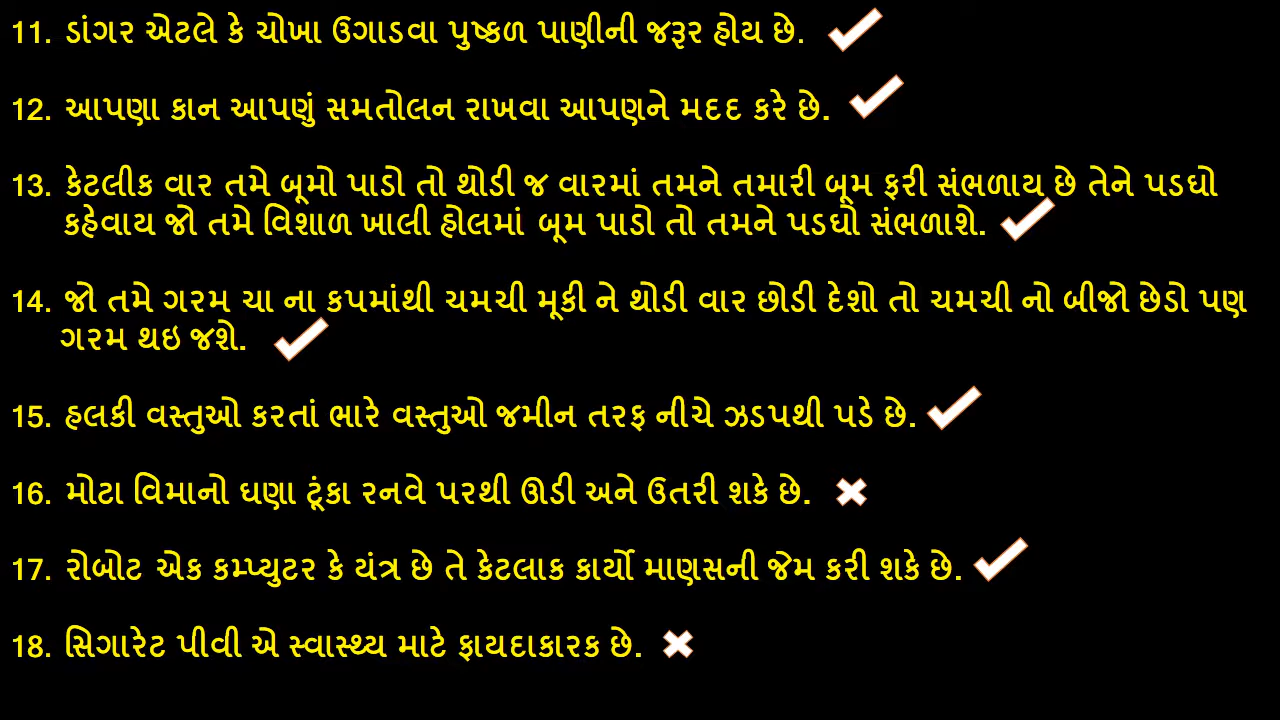 11. ડાંગર એટલે કે ચોખા ઉગાડવા પુષ્કળ પાણીની જરૂર હોય છે.
12. આપણા કાન આપણું સમતોલન રાખવા આપણને મદદ કરે છે.
13. કેટલીક વાર તમે બૂમો પાડો તો થોડી જ વારમાં તમને તમારી બૂમ ફરી સંભળાય છે તેને પડઘો
કહેવાય જો તમે વિશાળ ખાલી હોલમાં બૂમ પાડો તો તમને પડઘો સંભળાશે.
14. જો તમે ગરમ ચા ના કપમાંથી ચમચી મૂકી ને થોડી વાર છોડી દેશો તો ચમચી નો બીજો છેડો પણ
ગરમ થઇ જશે.
15. હલકી વસ્તુઓ કરતાં ભારે વસ્તુઓ જમીન તરફ નીચે ઝડપથી પડે છે.
16. મોટા વિમાનો ઘણા ટૂંકા રનવે પરથી ઊડી અને ઉતરી શકે છે.
17. રોબોટ એક કમ્પ્યુટર કે યંત્ર છે તે કેટલાક કાર્યો માણસની જેમ કરી શકે છે.
18. સિગારેટ પીવી એ સ્વાસ્થ્ય માટે ફાયદાકારક છે.